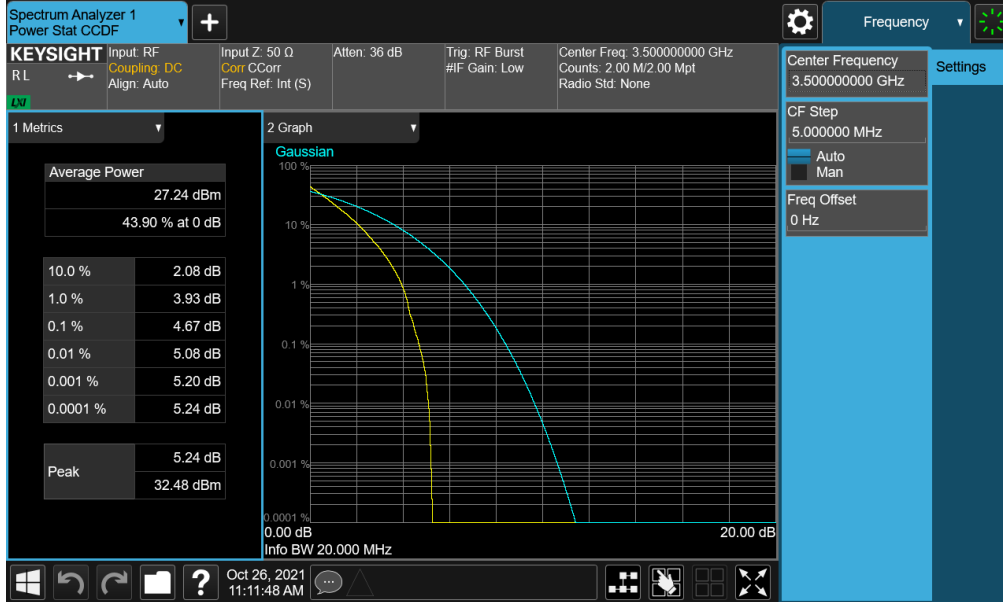 Spectrum Analyzer 1
Power Stat CCDF
Frequency
KEYSIGHT
RL
LXI
Input: RF
Coupling: DC
Align: Auto
Input Z: 50 Ω
Corr CCorr
Freq Ref: Int (S)
Atten: 36 dB
Trig: RF Burst
#IF Gain: Low
Center Freq: 3.500000000 GHz
Counts: 2.00 M/2.00 Mpt
Radio Std: None
Center Frequency
3.500000000 GHz
Settings
CF Step
5.000000 MHz
Auto
Man
Freq Offset
0 Hz
1 Metrics
Average Power
27.24 dBm
43.90 % at 0 dB
10.0 % 2.08 dB
1.0 % 3.93 dB
0.1 % 4.67 dB
0.01 % 5.08 dB
0.001 % 5.20 dB
0.0001 % 5.24 dB
Peak
5.24 dB
32.48 dBm
2 Graph
Gaussian
100 %
10 %
1 %
0.1 %
0.01 %
0.001 %
0.0001 %
0.00 dB 20.00 dB
Info BW 20.000 MHz
?
Oct 26, 2021
11:11:48 AM